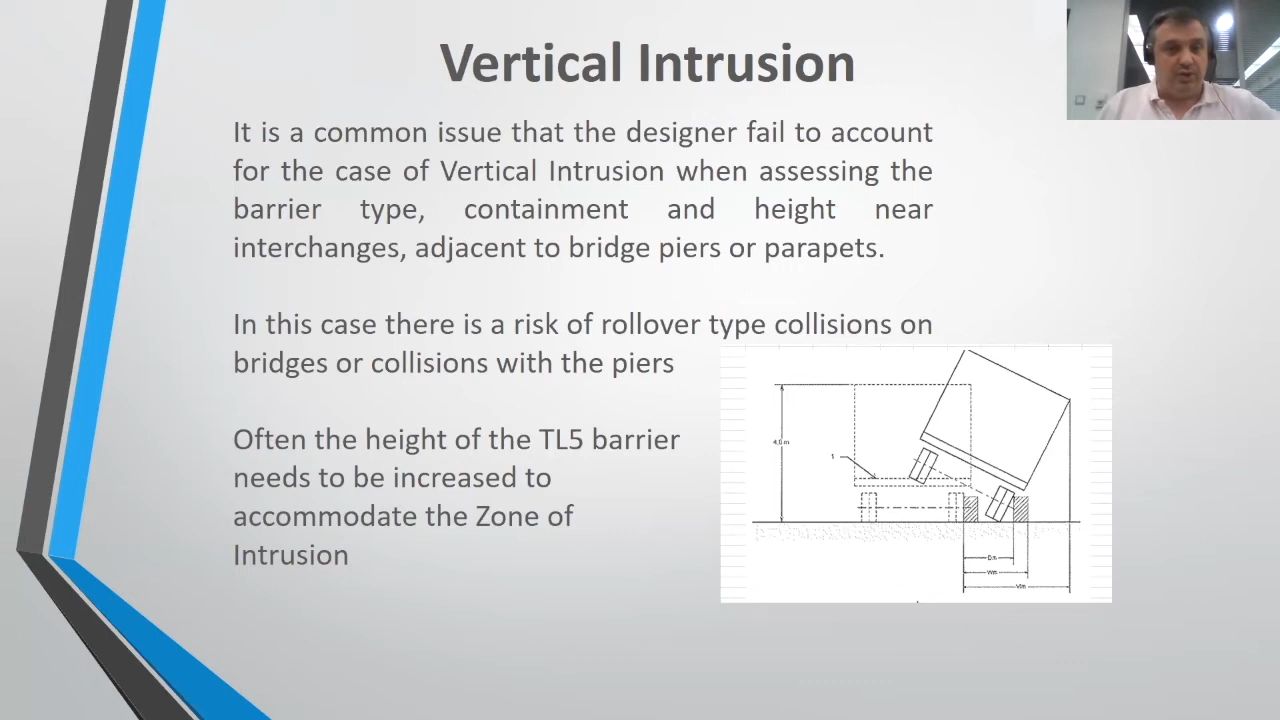 Vertical Intrusion
It is a common issue that the designer fail to account
for the case of Vertical Intrusion when assessing the
barrier type, containment and height near
interchanges, adjacent to bridge piers or parapets.
In this case there is a risk of rollover type collisions on
bridges or collisions with the piers
Often the height of the TL5 barrier
needs to be increased to
accommodate the Zone of
Intrusion
1
Dm
Wm
VIm